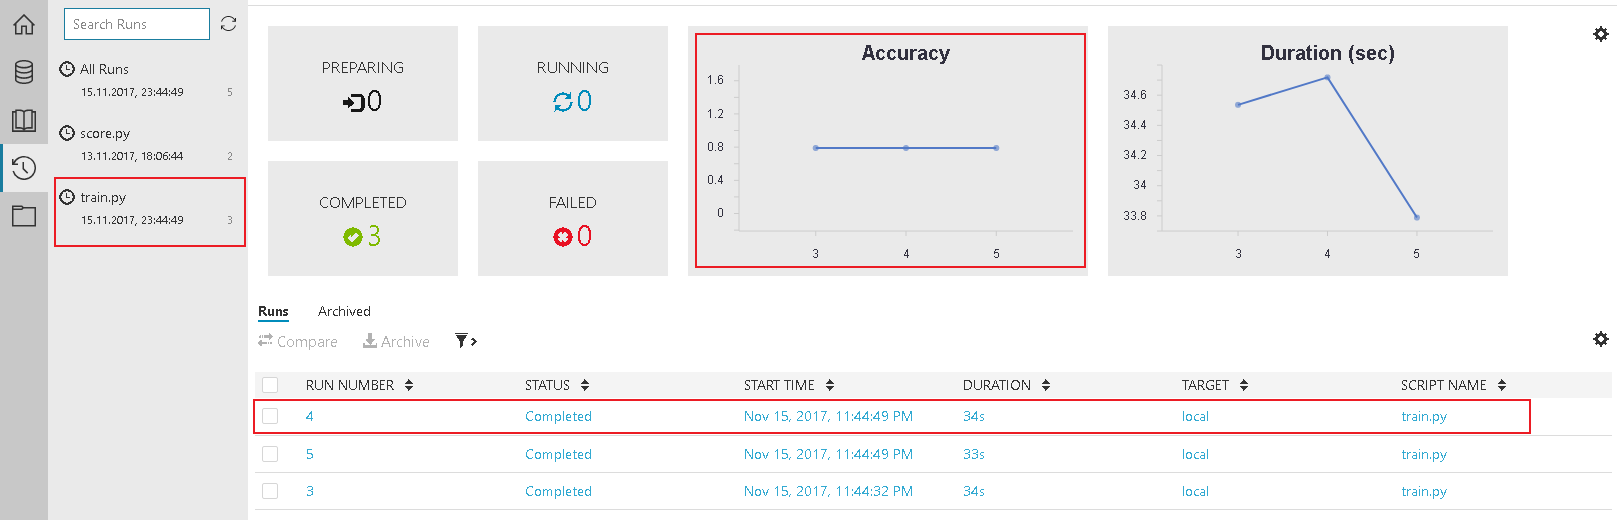 Search Runs
All Runs
15.11.2017, 23:44:49 5
score.py
13.11.2017, 18:06:44 2
train.py
15.11.2017, 23:44:49 3
PREPARING
0
RUNNING
0
COMPLETED
3
FAILED
0
Accuracy
1.6
1.2
0.8
0.4
0
3 4 5
Duration (sec)
34.6
34.4
34.2
34
33.8
3 4 5
Runs Archived
Compare Archive
RUN NUMBER STATUS START TIME DURATION TARGET SCRIPT NAME
4 Completed Nov 15, 2017, 11:44:49 PM 34s local train.py
5 Completed Nov 15, 2017, 11:44:49 PM 33s local train.py
3 Completed Nov 15, 2017, 11:44:32 PM 34s local train.py